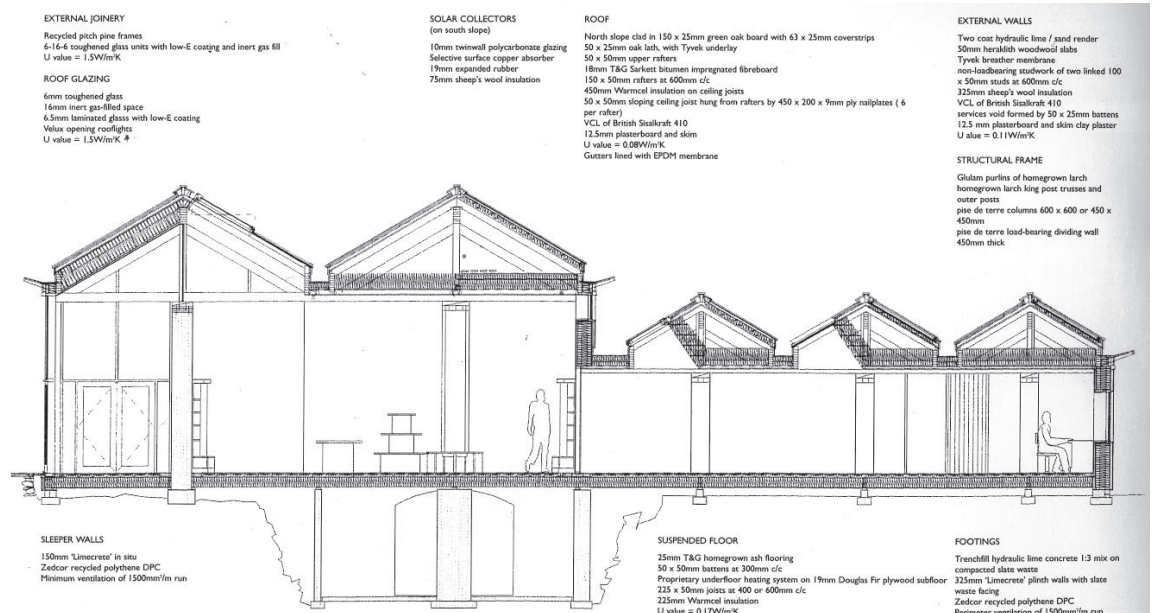 EXTERNAL JOINERY
Recycled pitch pine frames
6-16-6 toughened glass units with low-E coating and inert gas fill
U value = 1.5W/m²K
ROOF GLAZING
6mm toughened glass
16mm inert gas-filled space
6.5mm laminated glasss with low-E coating
Velux opening rooflights
U value = 1.5W/m²K
SOLAR COLLECTORS
(on south slope)
10mm twinwall polycarbonate glazing
Selective surface copper absorber
19mm expanded rubber
75mm sheep's wool insulation
ROOF
North slope clad in 150 x 25mm green oak board with 63 x 25mm coverstrips
50 x 25mm oak lath, with Tyvek underlay
50 x 50mm upper rafters
18mm T&G Sarkett bitumen impregnated fibreboard
150 x 50mm rafters at 600mm c/c
450mm Warmcel insulation on ceiling joists
50 x 50mm sloping ceiling joist hung from rafters by 450 x 200 x 9mm ply nailplates ( 6
per rafter)
VCL of British Sisalkraft 410
12.5mm plasterboard and skim
U value = 0.08W/m²K
Gutters lined with EPDM membrane
EXTERNAL WALLS
Two coat hydraulic lime / sand render
50mm heraklith woodwool slabs
Tyvek breather membrane
non-loadbearing studwork of two linked 100
x 50mm studs at 600mm c/c
325mm sheep's wool insulation
VCL of British Sisalkraft 410
services void formed by 50 x 25mm battens
12.5 mm plasterboard and skim clay plaster
U alue = 0.11W/m²K
STRUCTURAL FRAME
Glulam purlins of homegrown larch
homegrown larch king post trusses and
outer posts
pise de terre columns 600 x 600 or 450 x
450mm
pise de terre load-bearing dividing wall
450mm thick
SLEEPER WALLS
150mm 'Limecrete' in situ
Zedcor recycled polythene DPC
Minimum ventilation of 1500mm²/m run
SUSPENDED FLOOR
25mm T&G homegrown ash flooring
50 x 50mm battens at 300mm c/c
Proprietary underfloor heating system on 19mm Douglas Fir plywood subfloor
225 x 50mm joists at 400 or 600mm c/c
225mm Warmcel insulation
U value = 0.17W/m²K
FOOTINGS
Trenchfill hydraulic lime concrete 1:3 mix on
compacted slate waste
325mm 'Limecrete' plinth walls with slate
waste facing
Zedcor recycled polythene DPC
Perimeter ventilation of 1500mm²/m run